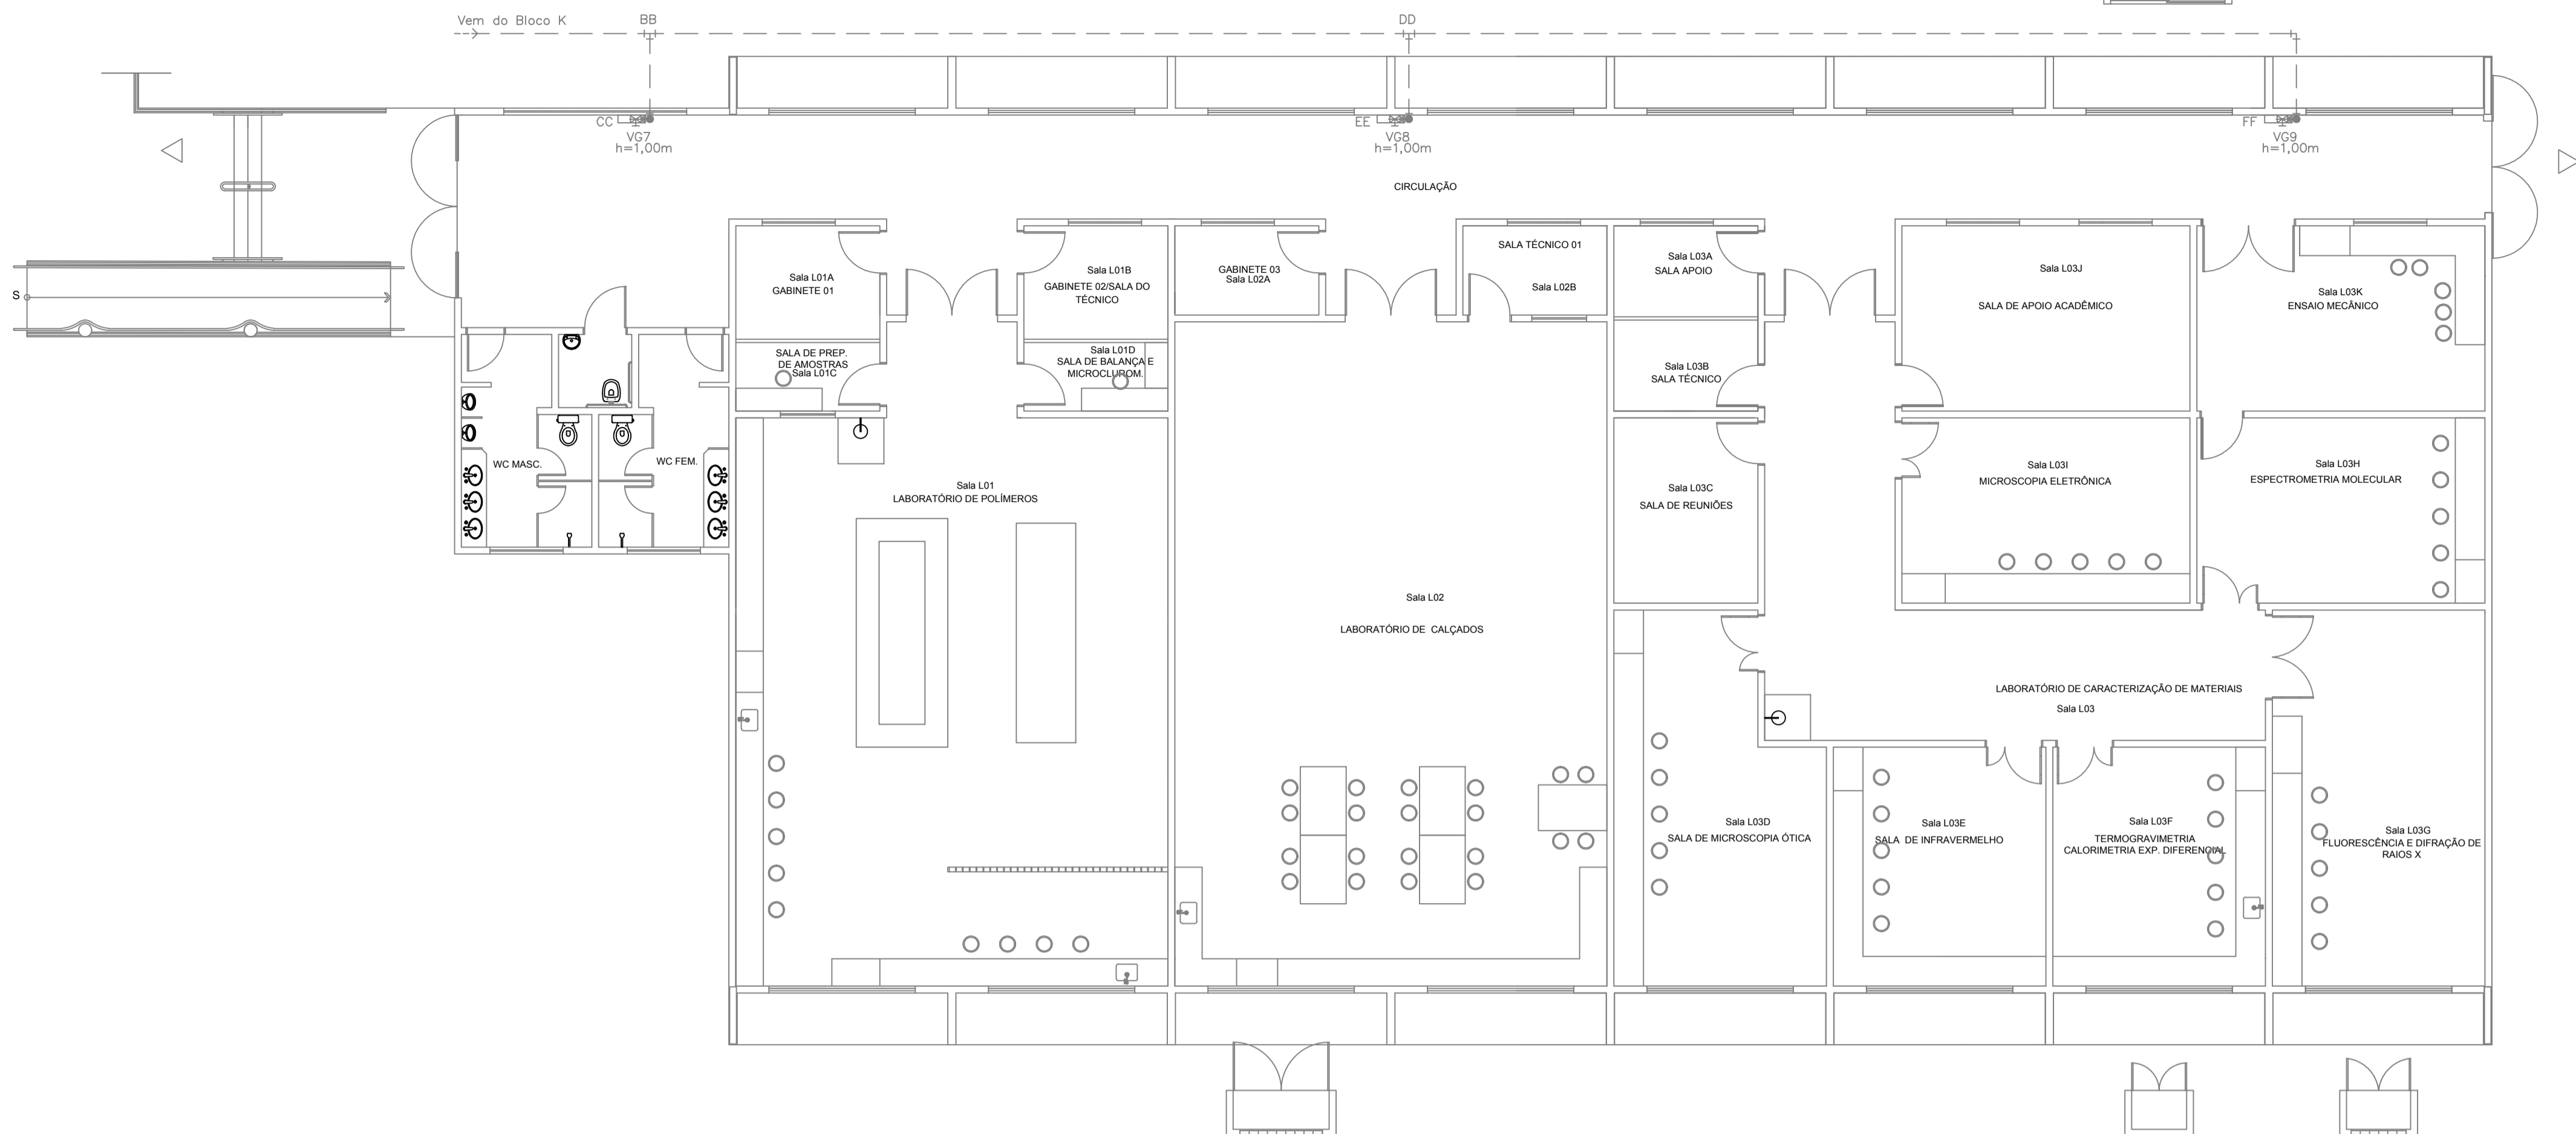 Vem do Bloco K
BB
DD
CC
VG7
h=1,00m
EE
VG8
h=1,00m
FF
VG9
h=1,00m
CIRCULAÇÃO
S
Sala L01A
GABINETE 01
Sala L01B
GABINETE 02/SALA DO
TÉCNICO
GABINETE 03
Sala L02A
SALA TÉCNICO 01
Sala L02B
Sala L03A
SALA APOIO
Sala L03J
SALA DE APOIO ACADÊMICO
Sala L03K
ENSAIO MECÂNICO
SALA DE PREP.
DE AMOSTRAS
Sala L01C
Sala L01D
SALA DE BALANÇA E
MICROCLUROM.
Sala L03B
SALA TÉCNICO
WC MASC.
WC FEM.
Sala L01
LABORATÓRIO DE POLÍMEROS
Sala L03C
SALA DE REUNIÕES
Sala L03I
MICROSCOPIA ELETRÔNICA
Sala L03H
ESPECTROMETRIA MOLECULAR
Sala L02
LABORATÓRIO DE CALÇADOS
LABORATÓRIO DE CARACTERIZAÇÃO DE MATERIAIS
Sala L03
Sala L03D
SALA DE MICROSCOPIA ÓTICA
Sala L03E
SALA DE INFRAVERMELHO
Sala L03F
TERMOGRAVIMETRIA
CALORIMETRIA EXP. DIFERENCIAL
Sala L03G
FLUORESCÊNCIA E DIFRAÇÃO DE
RAIOS X